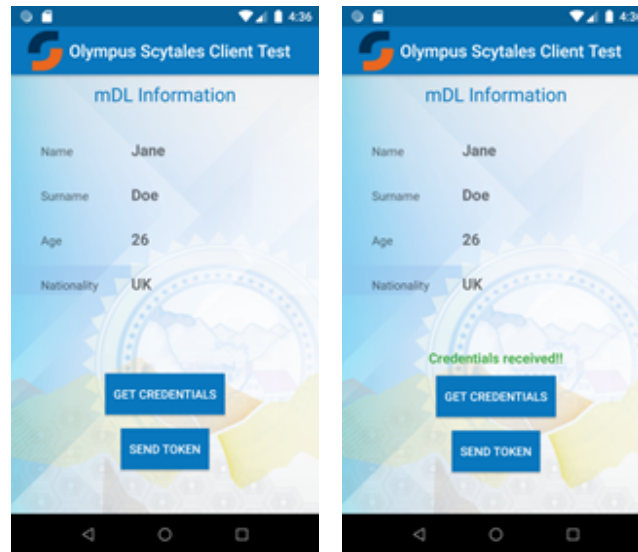 4:36
Olympus Scytales Client Test
mDL Information
Name Jane
Surname Doe
Age 26
Nationality UK
GET CREDENTIALS
SEND TOKEN
4:36
Olympus Scytales Client Test
mDL Information
Name Jane
Surname Doe
Age 26
Nationality UK
Credentials received!!
GET CREDENTIALS
SEND TOKEN